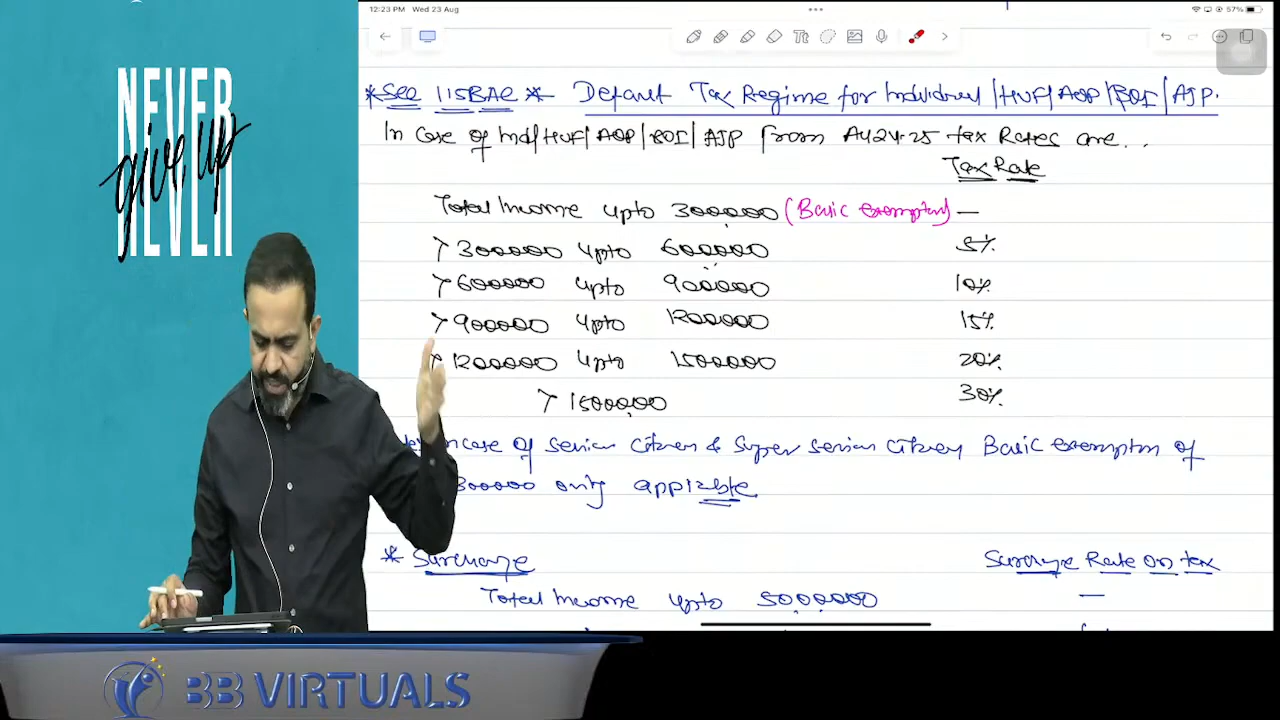 12:23 PM Wed 23 Aug
57%
NEVER
give up
NEVER
*Sec 115BAC* Default Tax Regime for Individual/HUF/AOP/BOI/AJP.
In Case of Ind/HUF/AOP/BOI/AJP from AY24-25 tax Rates are..
Tax Rate
Total Income upto 300000 (Basic exemption) —
> 300000 upto 600000 5%
> 600000 upto 900000 10%
> 900000 upto 1200000 15%
> 1200000 upto 1500000 20%
> 1500000 30%
In case of Senior Citizen & Super Senior Citizen Basic exemption of
300000 only applicable
* Surcharge Surcharge Rate on tax
Total Income upto 5000000 —
BB VIRTUALS